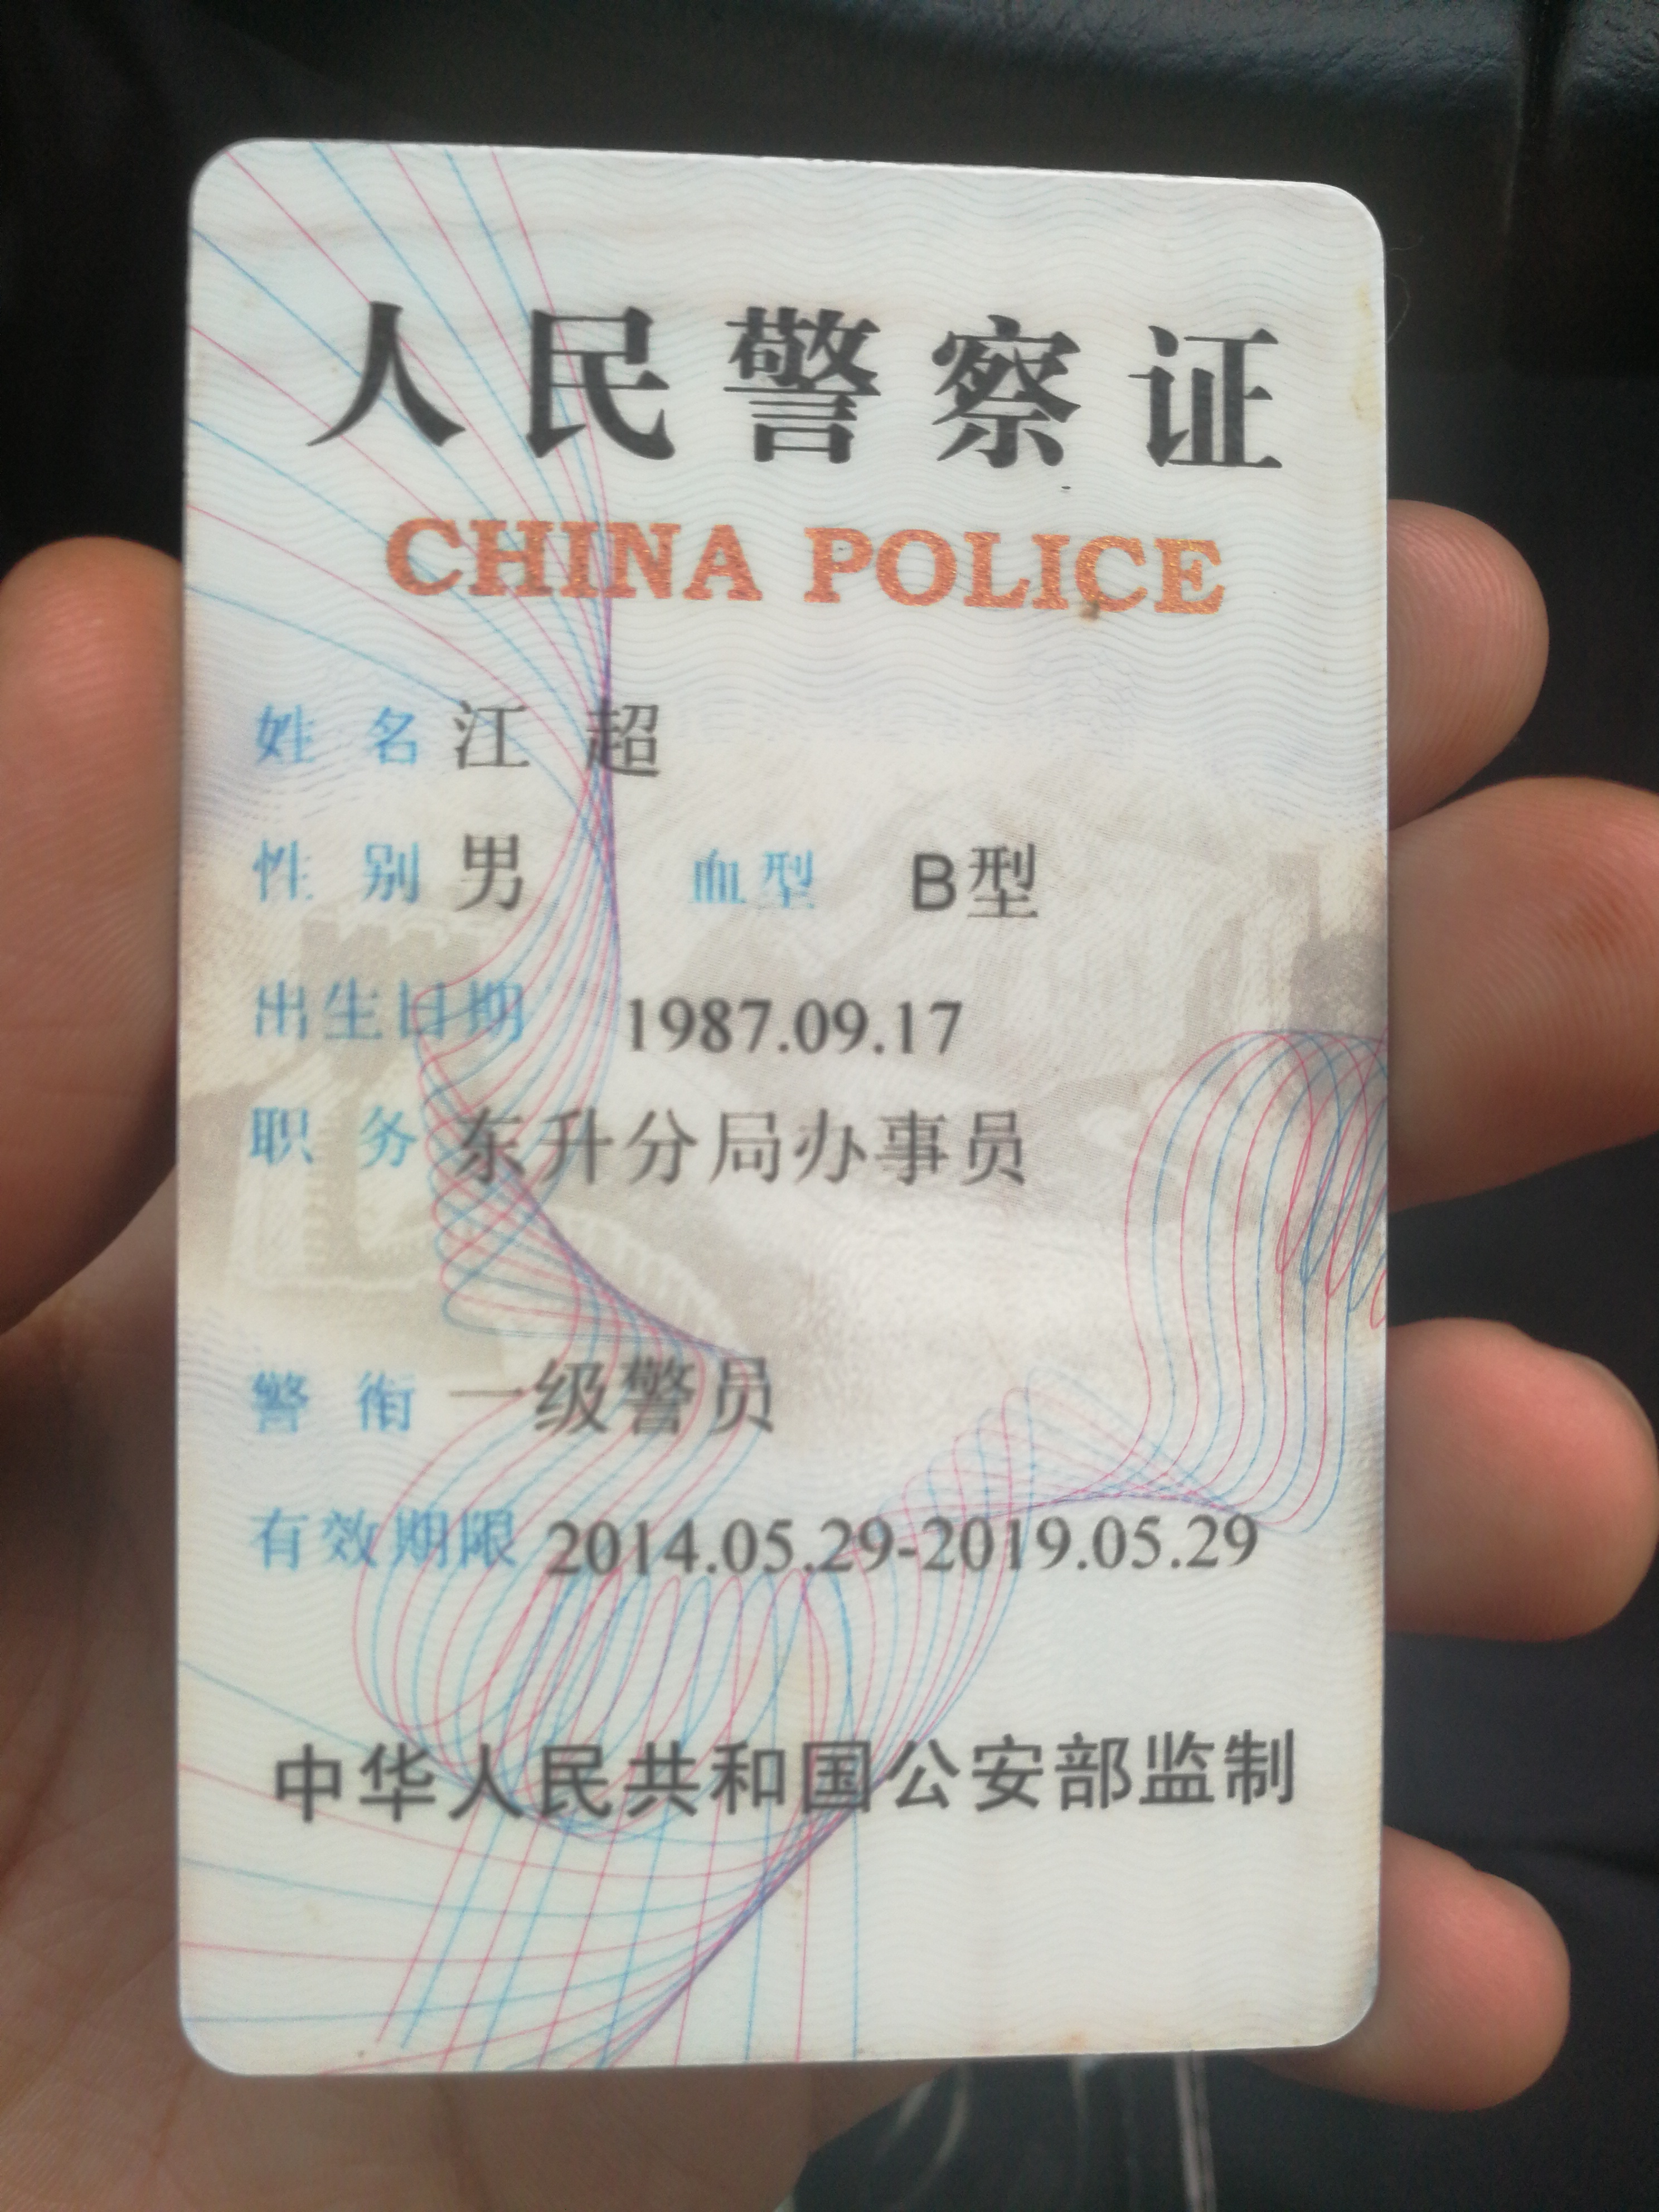 人民警察证
CHINA POLICE
姓 名 江 超
性 别 男 血型 B型
出生日期 1987.09.17
职 务 东升分局办事员
警 衔 一级警员
有效期限 2014.05.29-2019.05.29
中华人民共和国公安部监制